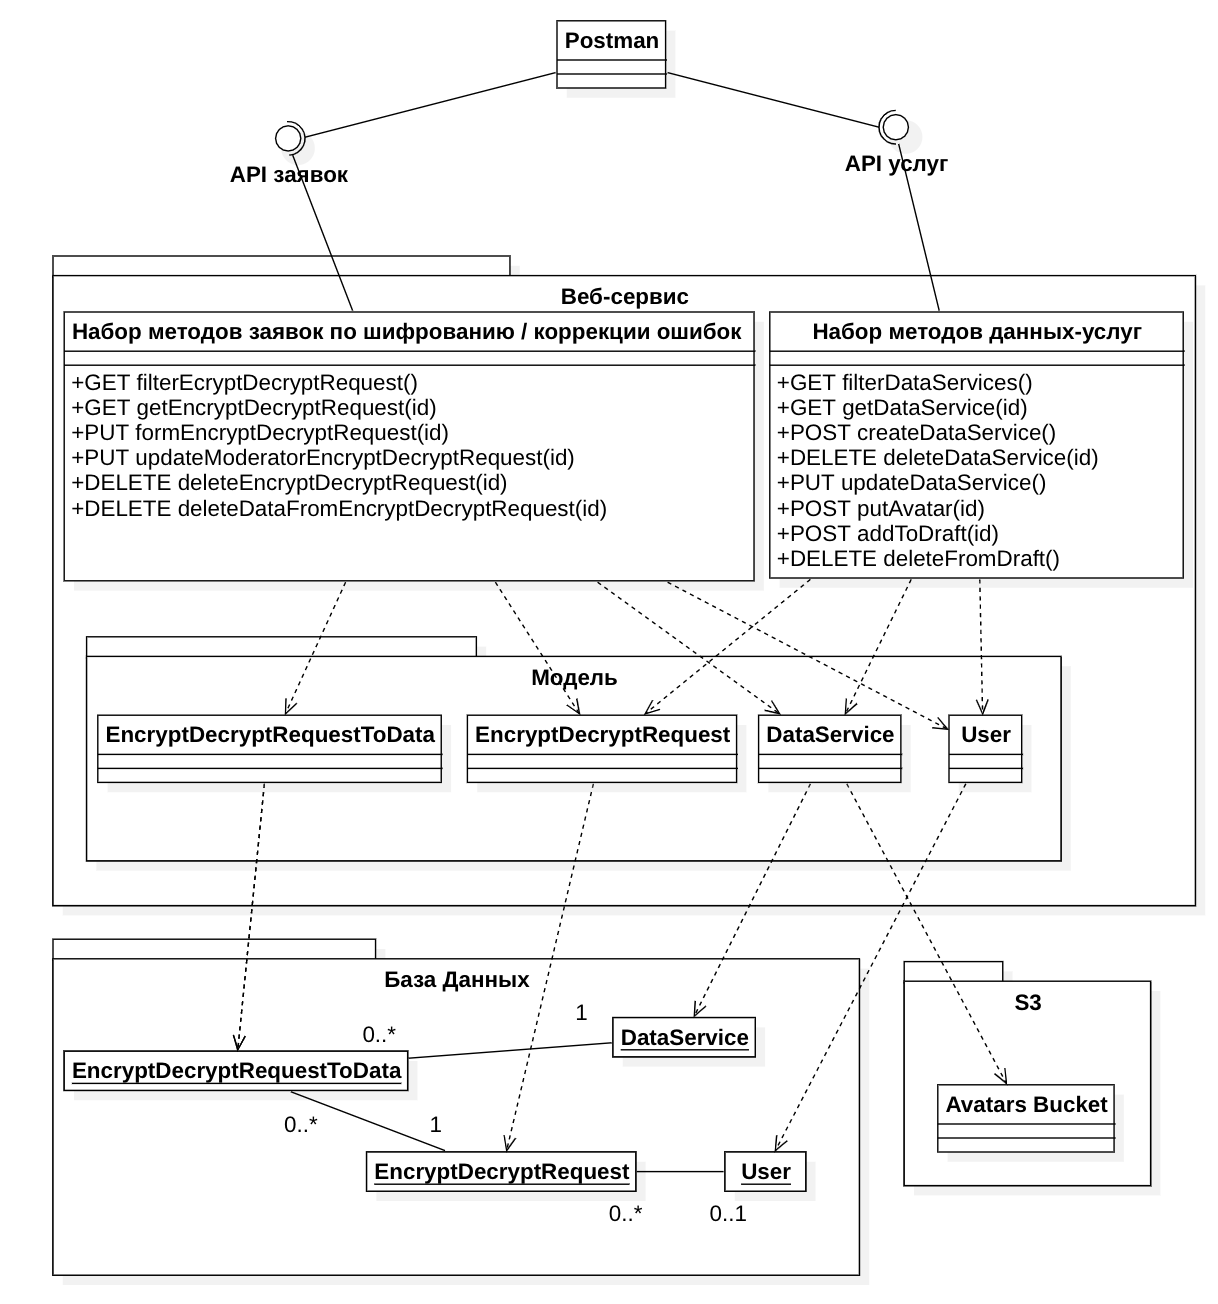 Postman
API заявок
API услуг
Веб-сервис
Набор методов заявок по шифрованию / коррекции ошибок
+GET filterEcryptDecryptRequest()
+GET getEncryptDecryptRequest(id)
+PUT formEncryptDecryptRequest(id)
+PUT updateModeratorEncryptDecryptRequest(id)
+DELETE deleteEncryptDecryptRequest(id)
+DELETE deleteDataFromEncryptDecryptRequest(id)
Набор методов данных-услуг
+GET filterDataServices()
+GET getDataService(id)
+POST createDataService()
+DELETE deleteDataService(id)
+PUT updateDataService()
+POST putAvatar(id)
+POST addToDraft(id)
+DELETE deleteFromDraft()
Модель
EncryptDecryptRequestToData
EncryptDecryptRequest
DataService
User
База Данных
1
0..*
DataService
EncryptDecryptRequestToData
0..*
1
EncryptDecryptRequest
User
0..*
0..1
S3
Avatars Bucket